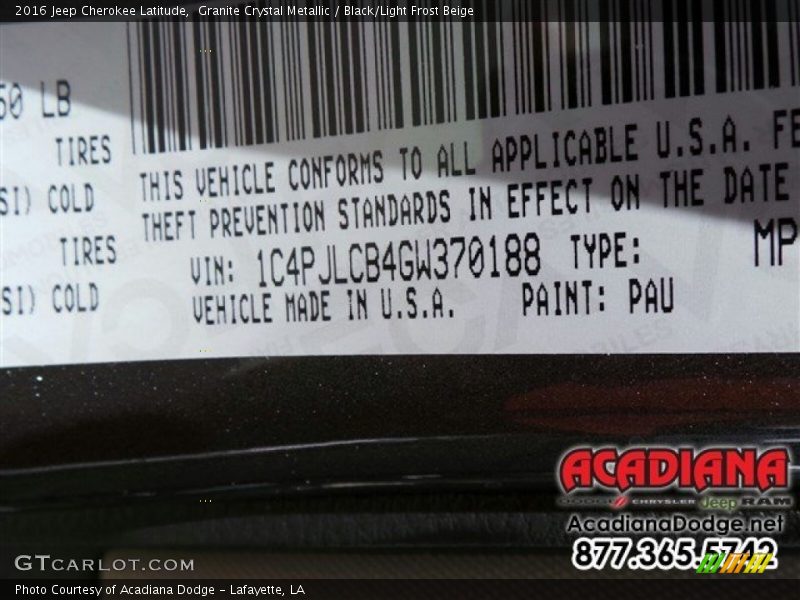 2016 Jeep Cherokee Latitude, Granite Crystal Metallic / Black/Light Frost Beige
50 LB
TIRES
SI) COLD
TIRES
SI) COLD
THIS VEHICLE CONFORMS TO ALL APPLICABLE U.S.A. FE
THEFT PREVENTION STANDARDS IN EFFECT ON THE DATE
VIN: 1C4PJLCB4GW370188 TYPE: MP
VEHICLE MADE IN U.S.A. PAINT: PAU
ACADIANA
DODGE CHRYSLER Jeep RAM
AcadianaDodge.net
877.365.5742
GTCARLOT.COM
Photo Courtesy of Acadiana Dodge - Lafayette, LA